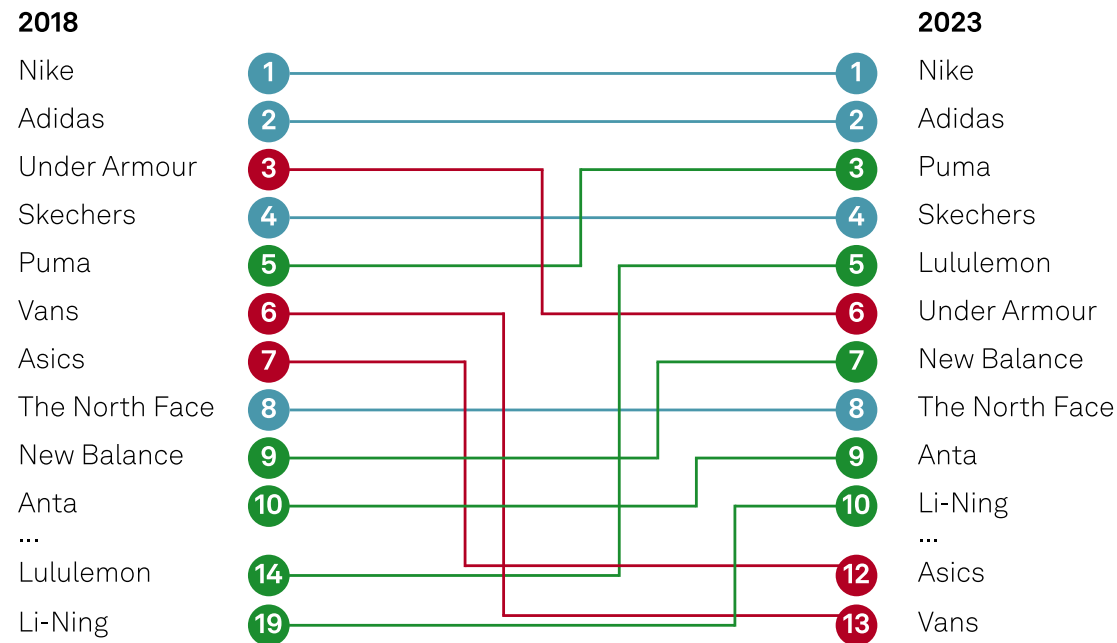 2018 2023
Nike 1 1 Nike
Adidas 2 2 Adidas
Under Armour 3 3 Puma
Skechers 4 4 Skechers
Puma 5 5 Lululemon
Vans 6 6 Under Armour
Asics 7 7 New Balance
The North Face 8 8 The North Face
New Balance 9 9 Anta
Anta 10 10 Li-Ning
... ...
Lululemon 14 12 Asics
Li-Ning 19 13 Vans